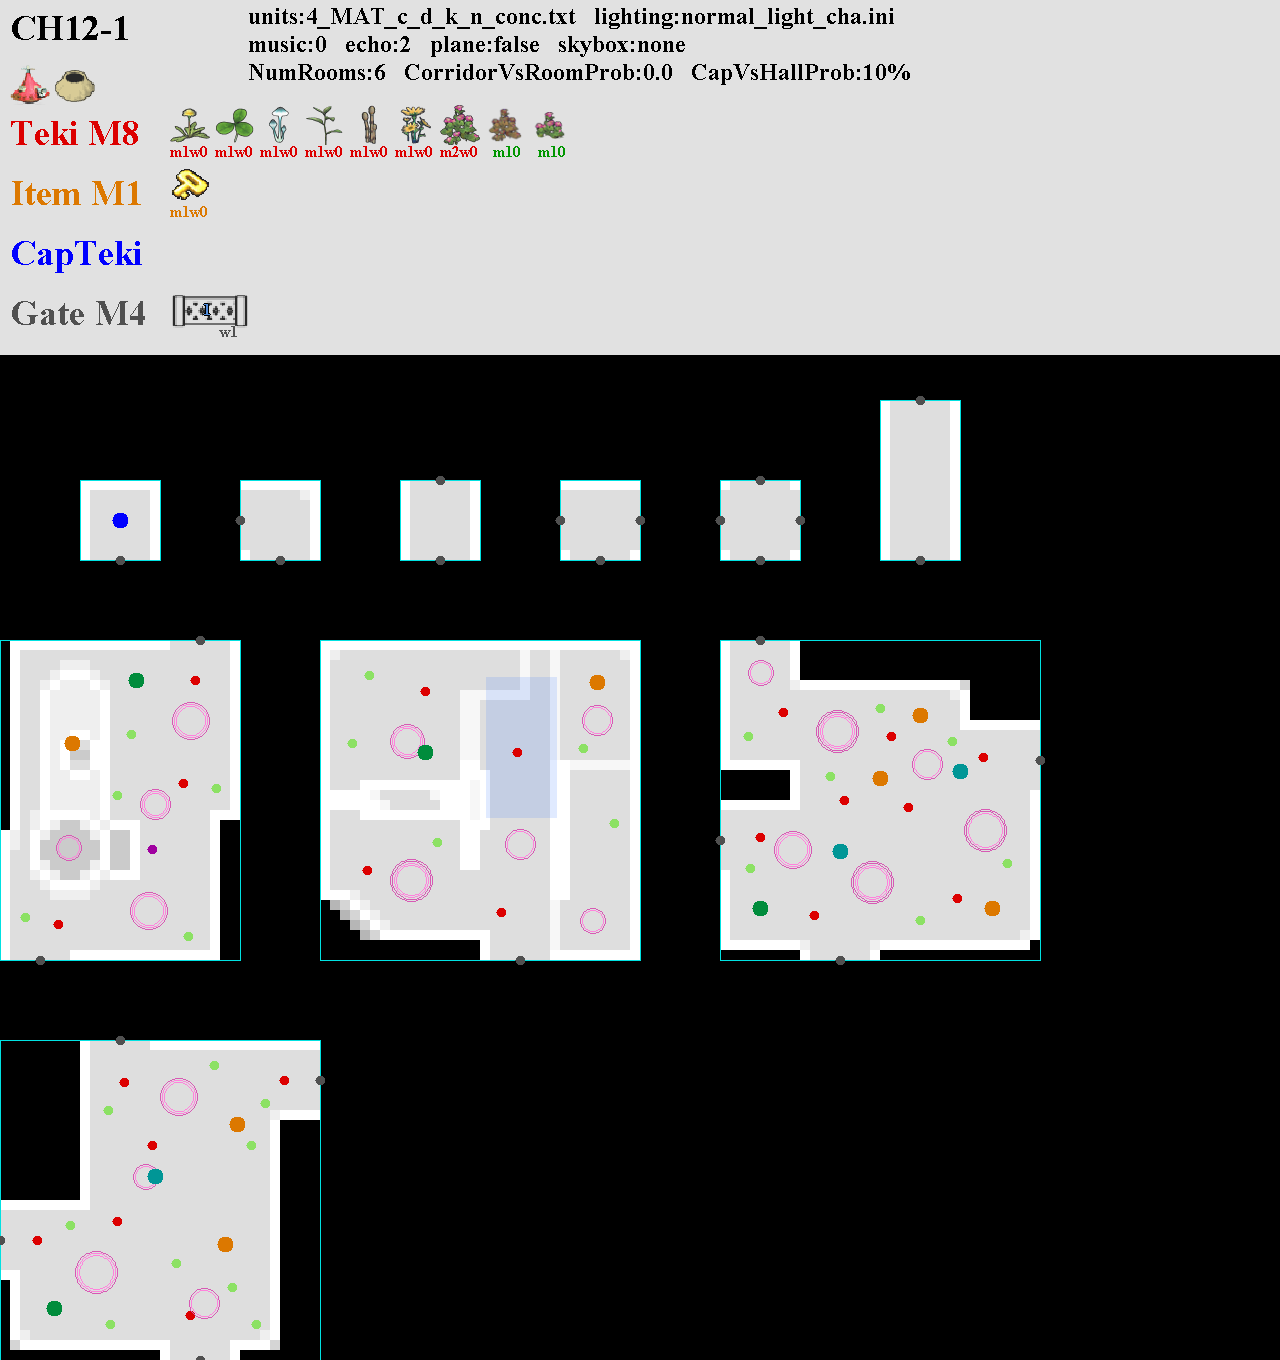 CH12-1
units:4_MAT_c_d_k_n_conc.txt lighting:normal_light_cha.ini
music:0 echo:2 plane:false skybox:none
NumRooms:6 CorridorVsRoomProb:0.0 CapVsHallProb:10%
Teki M8
m1w0 m1w0 m1w0 m1w0 m1w0 m1w0 m2w0 m10 m10
Item M1
m1w0
CapTeki
Gate M4
1
w1